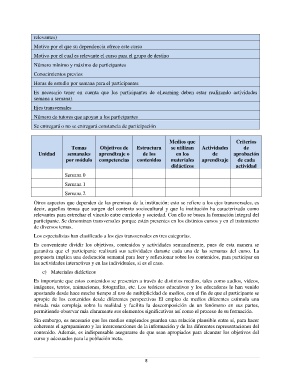 relevantes)
Motivo por el que su dependencia ofrece este curso
Motivo por el cual es relevante el curso para el grupo de destino
Número mínimo y máximo de participantes
Conocimientos previos
Horas de estudio por semana para el participante
Es necesario tener en cuenta que los participantes de eLearning deben estar realizando actividades
semana a semana)
Ejes transversales
Número de tutores que apoyan a los participantes
Se entregará o no se entregará constancia de participación
Unidad
Temas semanales por módulo
Objetivos de aprendizaje o competencias
Estructura de los contenidos
Medios que se utilizan en los materiales didácticos
Actividades de aprendizaje
Criterios de aprobación de cada actividad
Semana 0
Semana 1
Semana 2
Otros aspectos que dependen de las premisas de la institución: esto se refiere a los ejes transversales, es
decir, aquellos temas que surgen del contexto sociocultural y que la institución ha caracterizado como
relevantes para estrechar el vínculo entre currículo y sociedad. Con ello se busca la formación integral del
participante. Se denominan transversales porque están presentes en los distintos cursos y en el tratamiento
de diversos temas.
Los especialistas han clasificado a los ejes transversales en tres categorías.
Es conveniente dividir los objetivos, contenidos y actividades semanalmente, pues de esta manera se
garantiza que el participante realizará sus actividades durante cada una de las semanas del curso. La
propuesta implica una dedicación semanal para leer y reflexionar sobre los contenidos, para participar en
las actividades interactivas y en las individuales, si es el caso.
c) Materiales didácticos
Es importante que estos contenidos se presenten a través de distintos medios, tales como audios, videos,
imágenes, textos, animaciones, fotografías, etc. Los teóricos educativos y los educadores le han venido
apostando desde hace mucho tiempo al uso de multiplicidad de medios, con el fin de que el participante se
apropie de los contenidos desde diferentes perspectivas. El empleo de medios diferentes estimula una
mirada más compleja sobre la realidad y facilita la descomposición de un fenómeno en sus partes,
permitiendo observar más claramente sus elementos significativos así como el proceso de su formación.
Sin embargo, es necesario que los medios empleados guarden una relación plausible entre sí, para hacer
coherente el agrupamiento y las interconexiones de la información y de las diferentes representaciones del
contenido. Además, es indispensable asegurarse de que sean apropiados para alcanzar los objetivos del
curso y adecuados para la población meta.
8